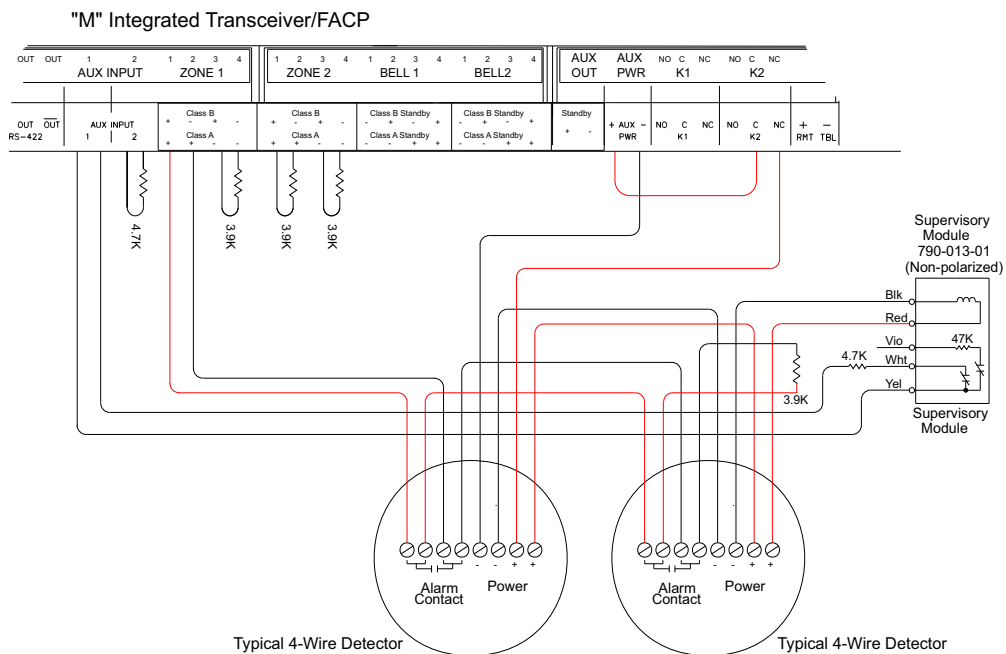 "M" Integrated Transceiver/FACP
OUT OUT 1 2 1 2 3 4 1 2 3 4 1 2 3 4 1 2 3 4 AUX AUX NO C NC NO C NC
AUX INPUT ZONE 1 ZONE 2 BELL 1 BELL2 OUT PWR K1 K2
Class B Class B Class B Standby Class B Standby Standby
+ - + - + - + - - + - + - + - + + -
OUT OUT AUX INPUT + AUX - NO C NC NO C NC + -
RS-422 1 2 Class A Class A Class A Standby Class A Standby PWR K1 K2 RMT TBL
+ + - - + + - - - - + + - - + +
4.7K 3.9K 3.9K 3.9K
Supervisory
Module
790-013-01
(Non-polarized)
Blk
Red
Vio 47K
4.7K Wht
Yel
3.9K
Supervisory
Module
- - + + - - + +
Alarm Power Alarm Power
Contact Contact
Typical 4-Wire Detector Typical 4-Wire Detector